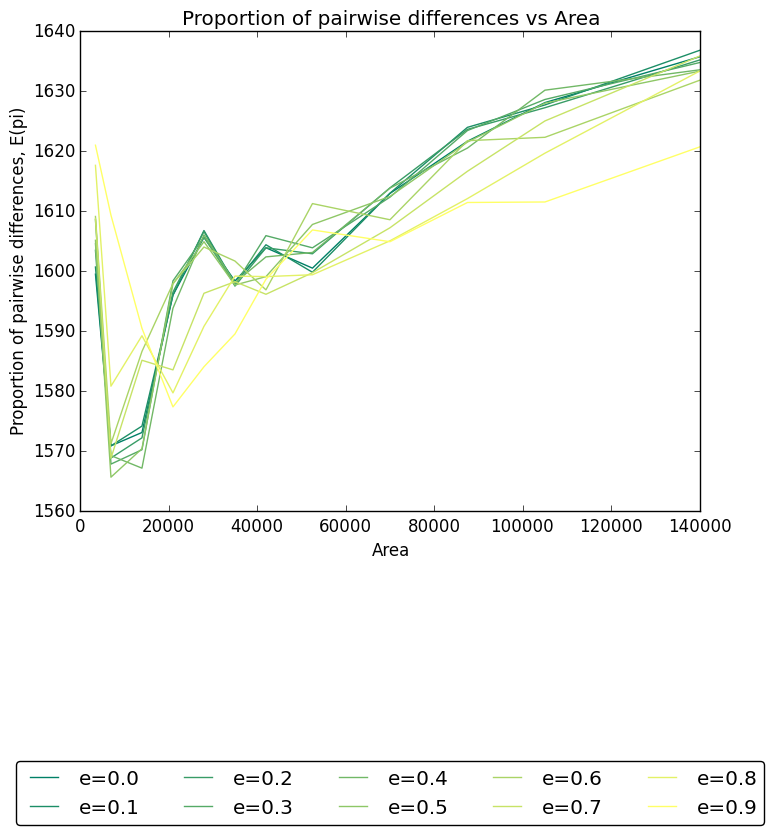 Proportion of pairwise differences vs Area
Proportion of pairwise differences, E(pi)
1640
1630
1620
1610
1600
1590
1580
1570
1560
0 20000 40000 60000 80000 100000 120000 140000
Area
e=0.0 e=0.2 e=0.4 e=0.6 e=0.8
e=0.1 e=0.3 e=0.5 e=0.7 e=0.9